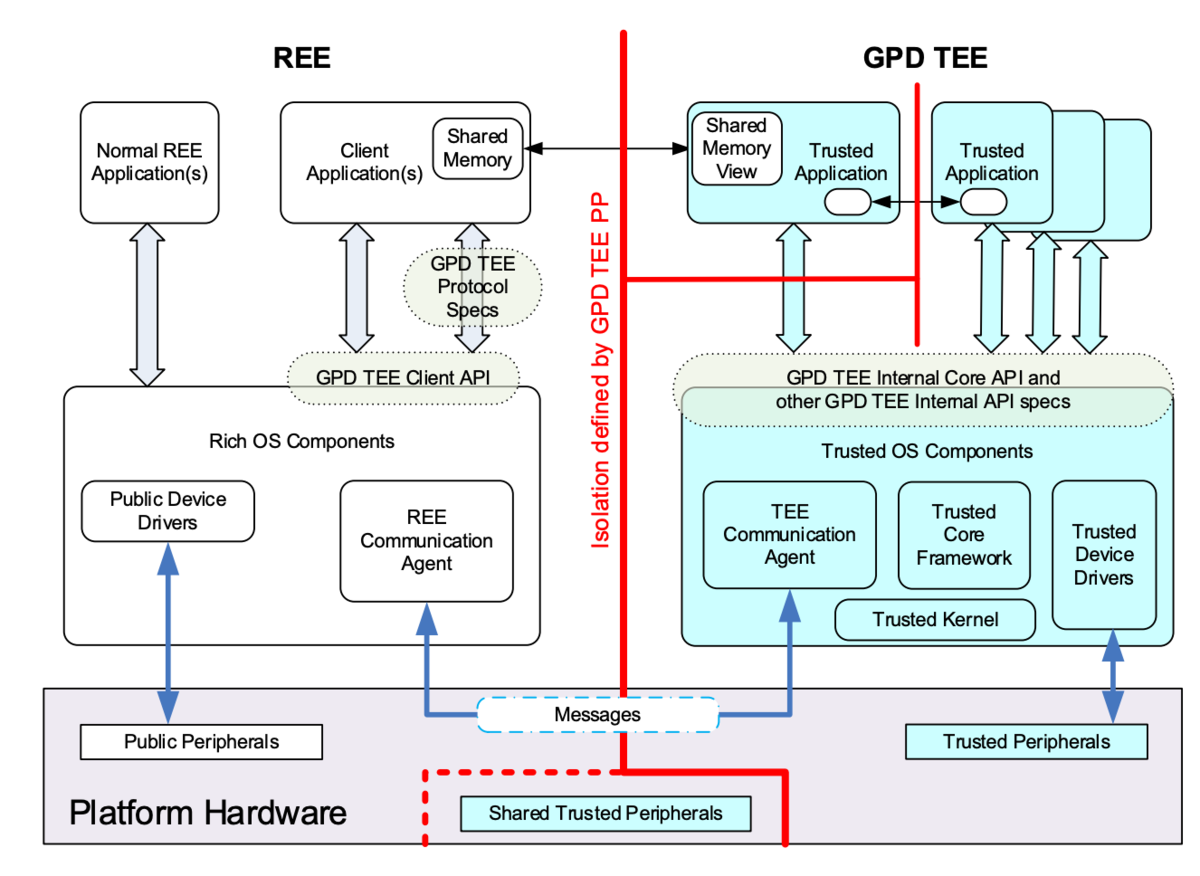 REE
GPD TEE
Normal REE
Application(s)
Client
Application(s)
Shared
Memory
Shared
Memory
View
Trusted
Application
Trusted
Application
GPD TEE
Protocol
Specs
Isolation defined by GPD TEE PP
GPD TEE Client API
GPD TEE Internal Core API and
other GPD TEE Internal API specs
Rich OS Components
Trusted OS Components
Public Device
Drivers
REE
Communication
Agent
TEE
Communication
Agent
Trusted
Core
Framework
Trusted
Device
Drivers
Trusted Kernel
Messages
Public Peripherals
Trusted Peripherals
Platform Hardware
Shared Trusted Peripherals